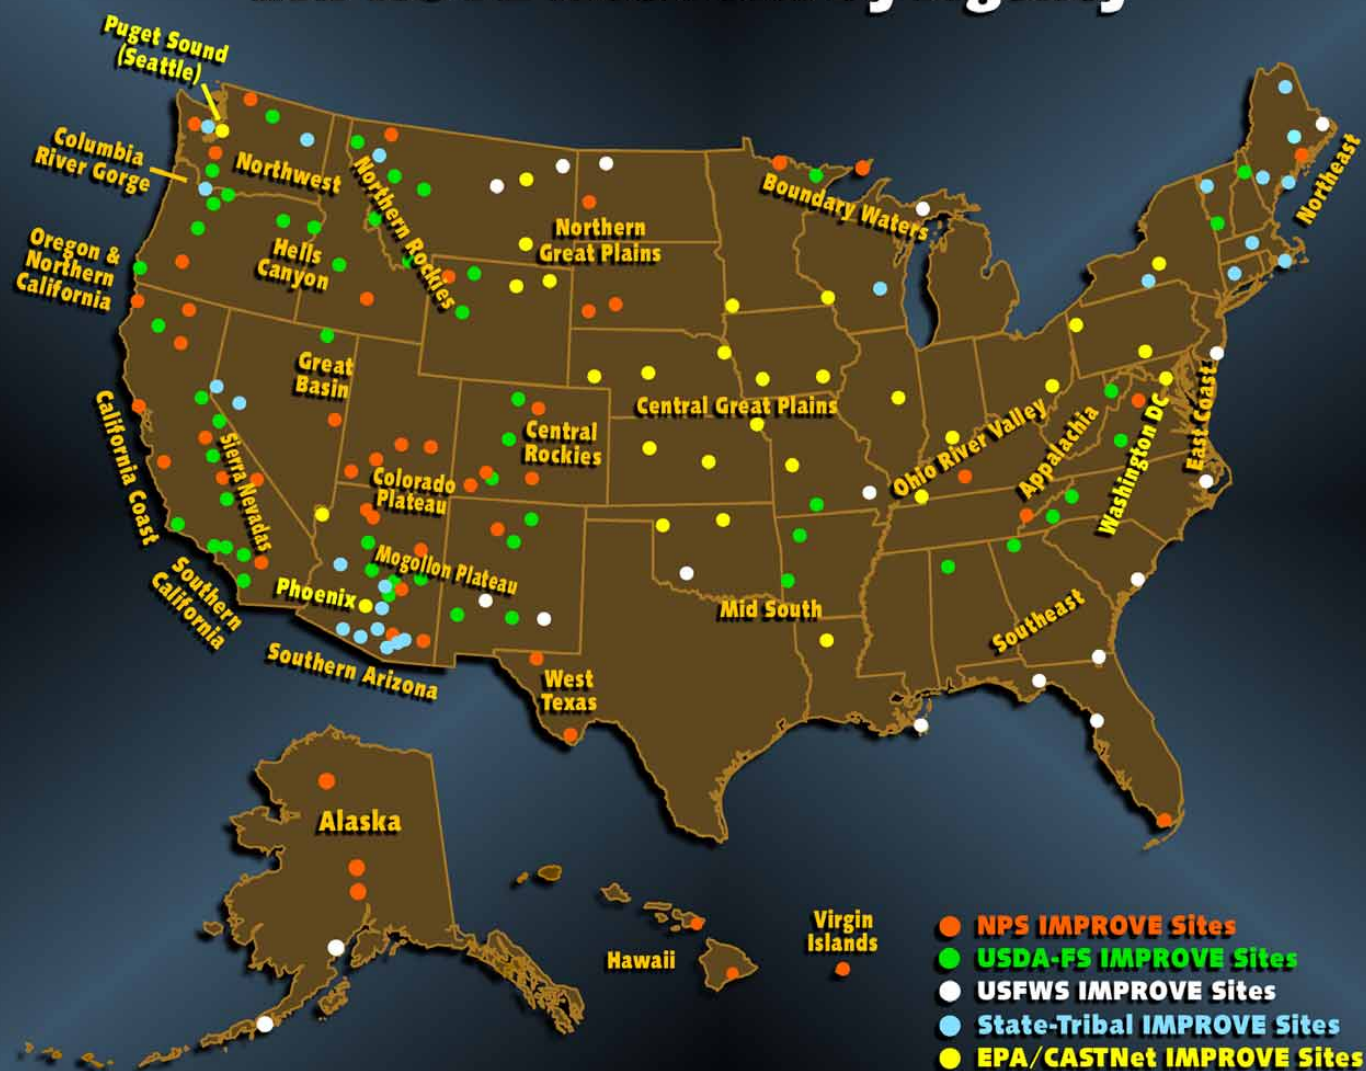 Puget Sound
(Seattle)
Columbia
River Gorge
Northwest
Northern Rockies
Boundary Waters
Northeast
Oregon &
Northern
California
Hells
Canyon
Northern
Great Plains
Great
Basin
Central Great Plains
California Coast
Sierra Nevadas
Central
Rockies
Colorado
Plateau
Ohio River Valley
Appalachia
Washington DC
East Coast
Mogollon Plateau
Phoenix
Southern
California
Mid South
Southeast
Southern Arizona
West
Texas
Alaska
Hawaii
Virgin
Islands
NPS IMPROVE Sites
USDA-FS IMPROVE Sites
USFWS IMPROVE Sites
State-Tribal IMPROVE Sites
EPA/CASTNet IMPROVE Sites